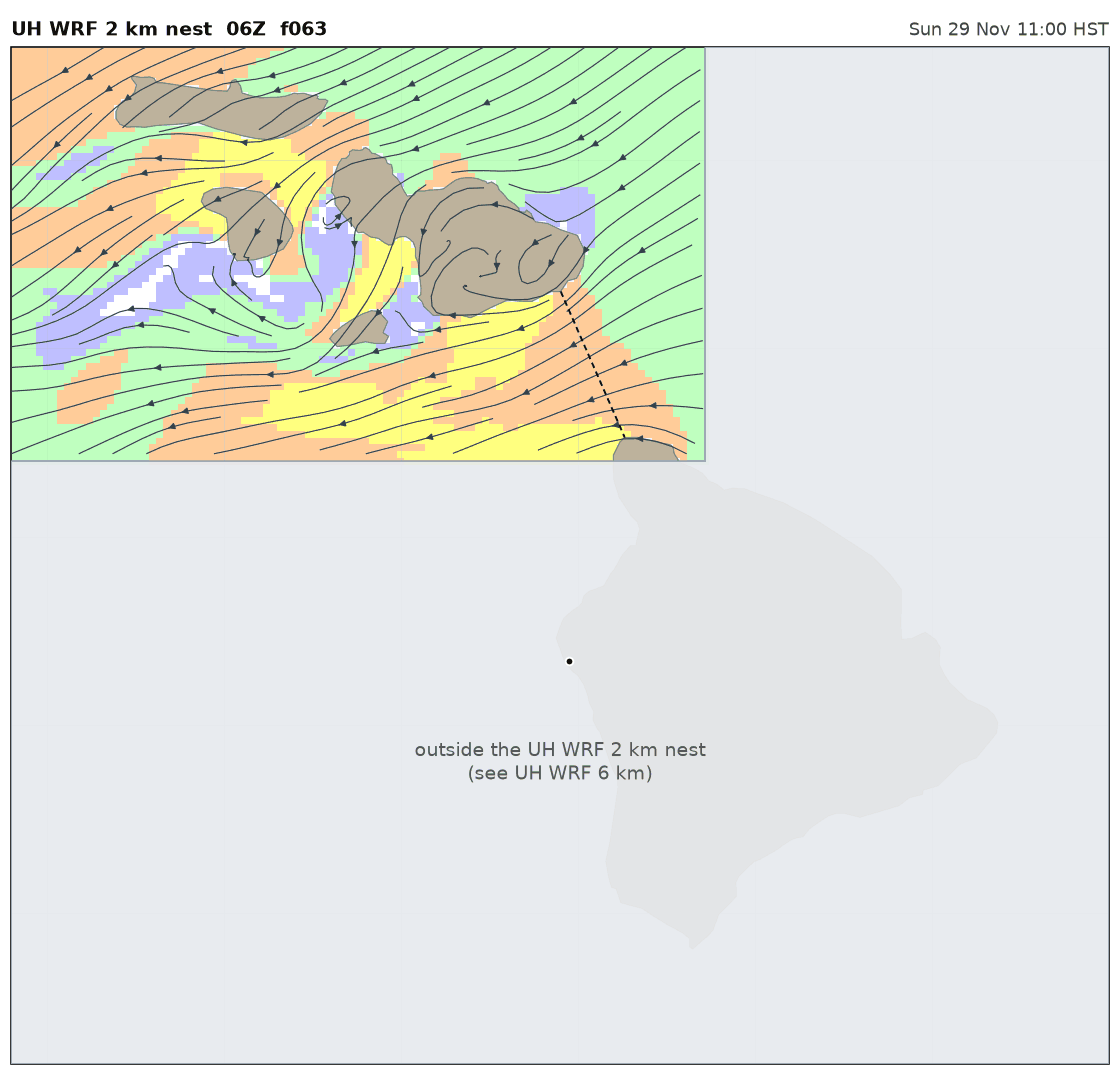 UH WRF 2 km nest  06Z  f063
Sun 29 Nov 11:00 HST
outside the UH WRF 2 km nest
(see UH WRF 6 km)